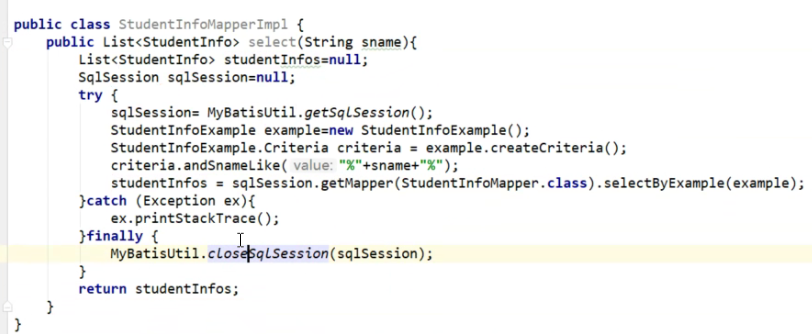 public class StudentInfoMapperImpl {
    public List<StudentInfo> select(String sname){
        List<StudentInfo> studentInfos=null;
        SqlSession sqlSession=null;
        try {
            sqlSession= MyBatisUtil.getSqlSession();
            StudentInfoExample example=new StudentInfoExample();
            StudentInfoExample.Criteria criteria = example.createCriteria();
            criteria.andSnameLike( value: "%"+sname+"%");
            studentInfos = sqlSession.getMapper(StudentInfoMapper.class).selectByExample(example);
        }catch (Exception ex){
            ex.printStackTrace();
        }finally {
            MyBatisUtil.closeSqlSession(sqlSession);
        }
        return studentInfos;
    }
}